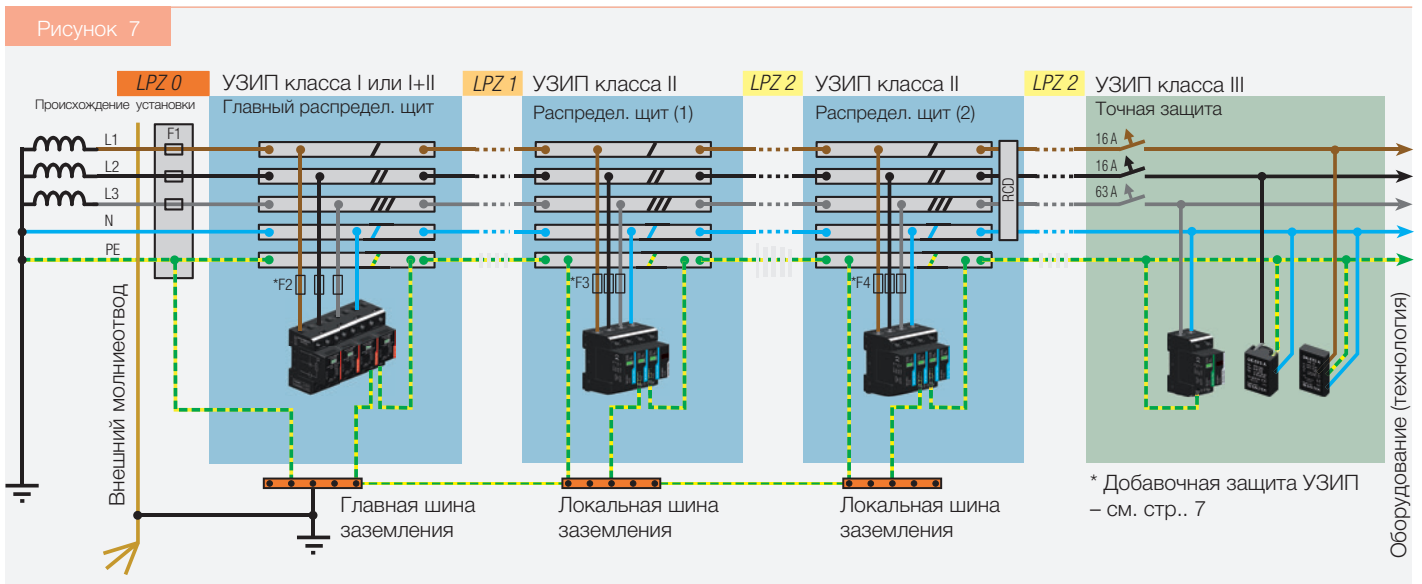 Рисунок 7
LPZ 0
УЗИП класса I или I+II
LPZ 1
УЗИП класса II
LPZ 2
УЗИП класса II
LPZ 2
УЗИП класса III
Происхождение установки
Главный распредел. щит
Распредел. щит (1)
Распредел. щит (2)
Точная защита
L1
F1
16 A
L2
16 A
L3
63 A
RCD
N
PE
*F2
*F3
*F4
Внешний молниеотвод
Оборудование (технология)
Главная шина
заземления
Локальная шина
заземления
Локальная шина
заземления
* Добавочная защита УЗИП
– см. стр.. 7